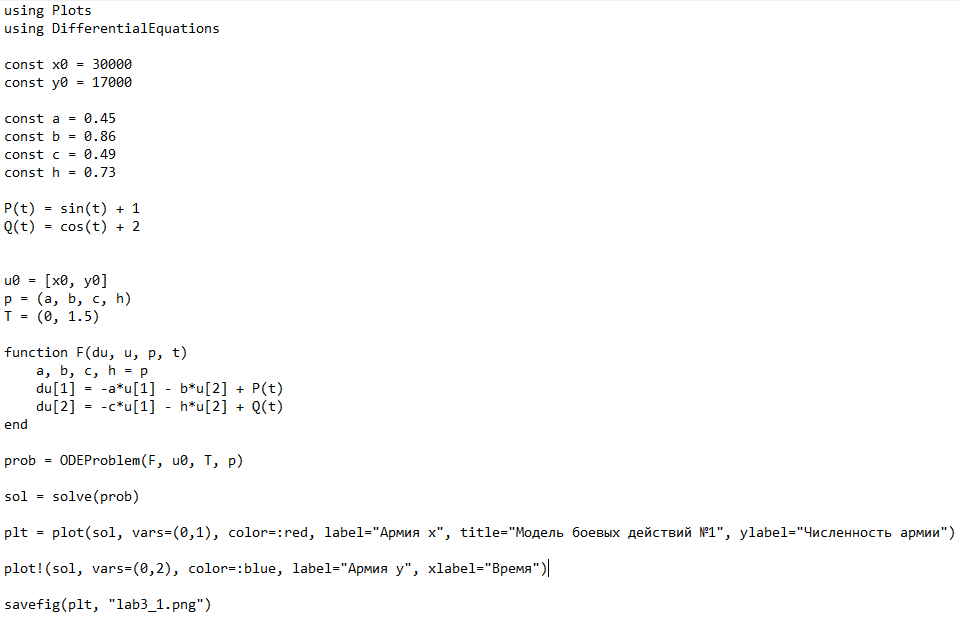 using Plots
using DifferentialEquations
const x0 = 30000
const y0 = 17000
const a = 0.45
const b = 0.86
const c = 0.49
const h = 0.73
P(t) = sin(t) + 1
Q(t) = cos(t) + 2
u0 = [x0, y0]
p = (a, b, c, h)
T = (0, 1.5)
function F(du, u, p, t)
    a, b, c, h = p
    du[1] = -a*u[1] - b*u[2] + P(t)
    du[2] = -c*u[1] - h*u[2] + Q(t)
end
prob = ODEProblem(F, u0, T, p)
sol = solve(prob)
plt = plot(sol, vars=(0,1), color=:red, label="Армия x", title="Модель боевых действий №1", ylabel="Численность армии")
plot!(sol, vars=(0,2), color=:blue, label="Армия y", xlabel="Время")
savefig(plt, "lab3_1.png")